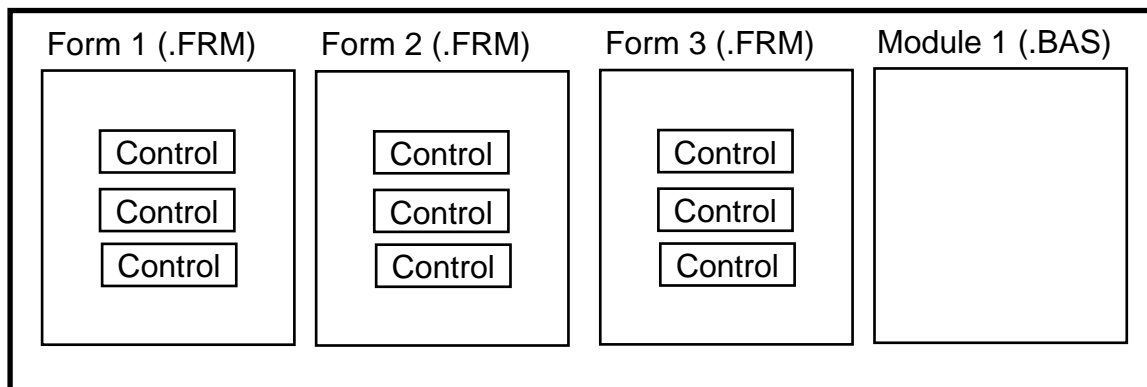 Form 1 (.FRM) Form 2 (.FRM) Form 3 (.FRM) Module 1 (.BAS)
Control Control Control
Control Control Control
Control Control Control